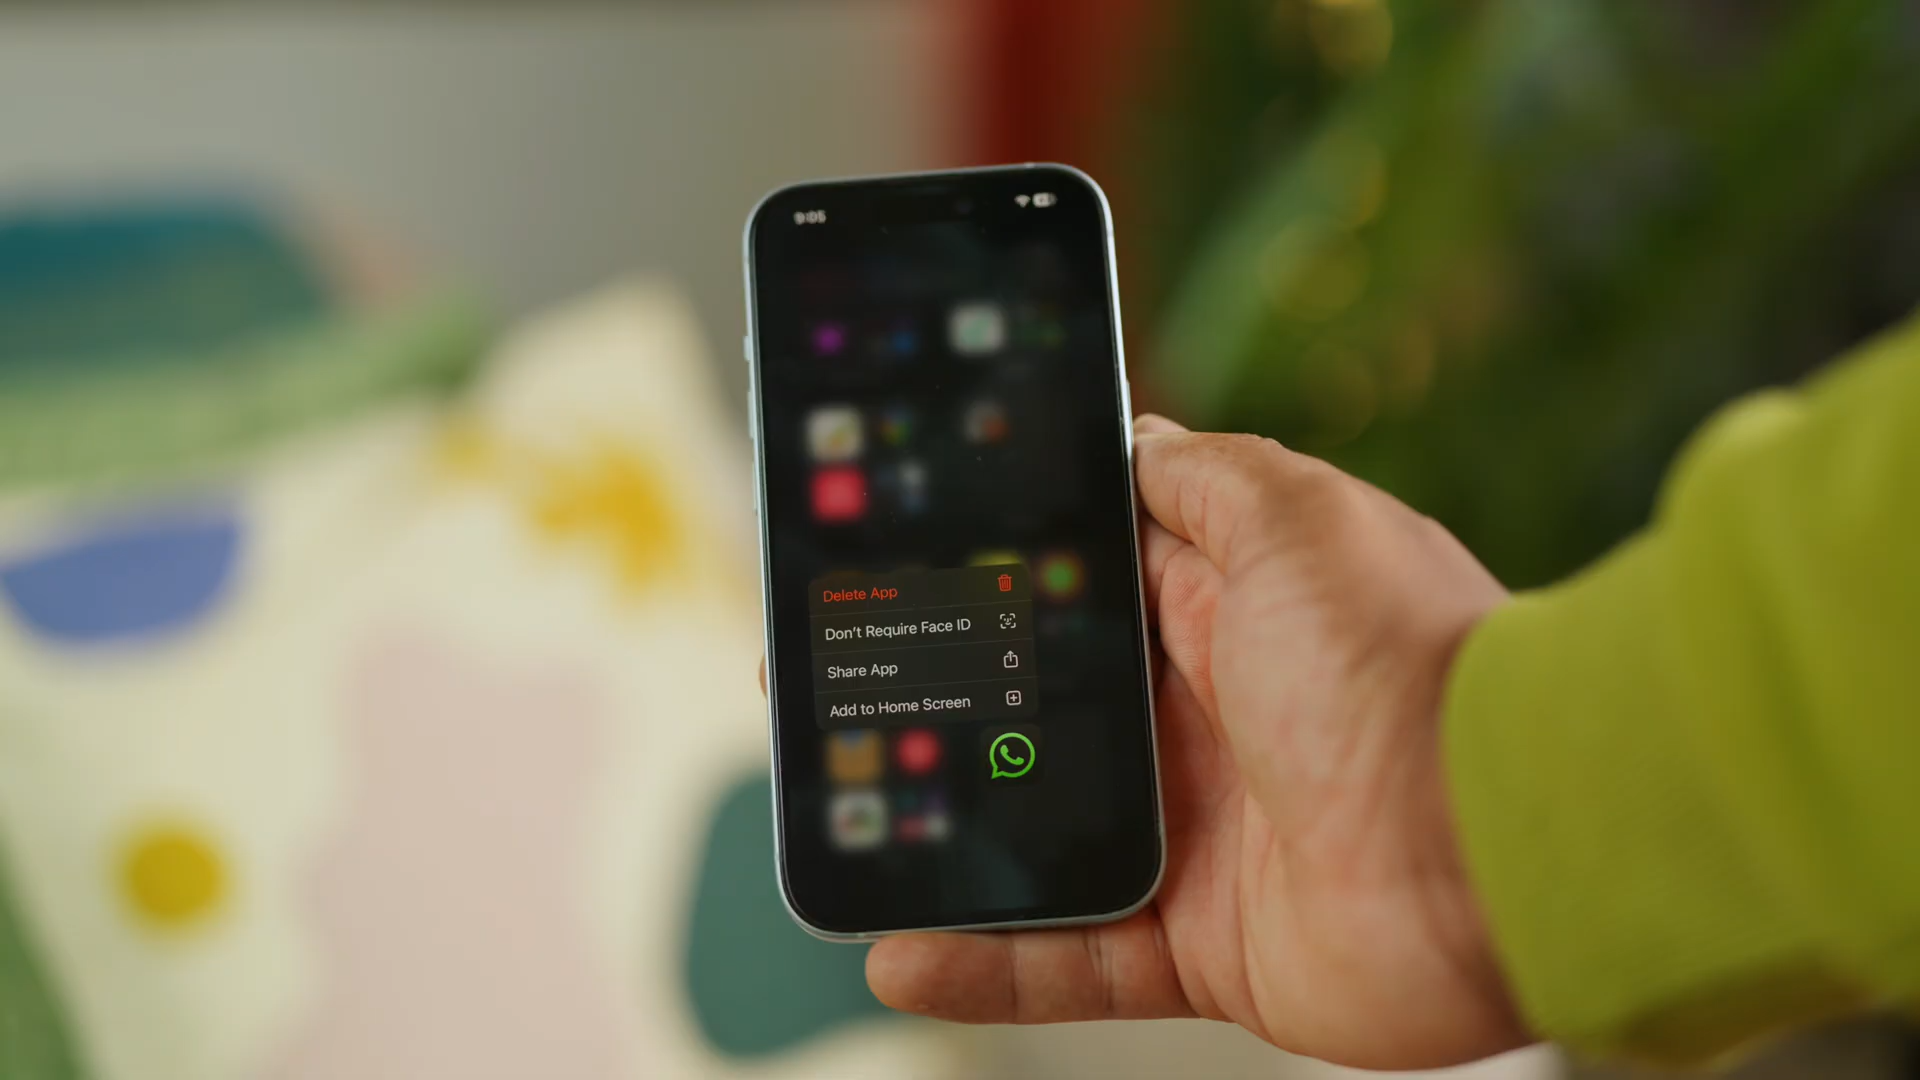 9:05
Delete App
Don't Require Face ID
Share App
Add to Home Screen